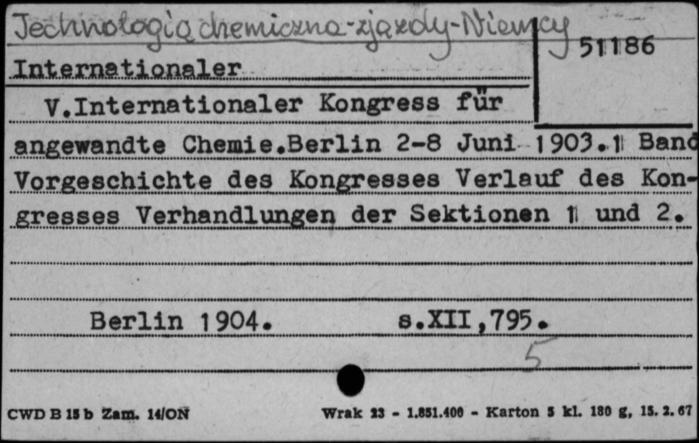 Technologia chemiczna-zjazdy-Niemcy
51186
Internationaler
V.Internationaler Kongress für
angewandte Chemie.Berlin 2-8 Juni 1903.1 Band
Vorgeschichte des Kongresses Verlauf des Kon-
gresses Verhandlungen der Sektionen 1 und 2.
Berlin 1904. s.XII,795.
5
CWD B 15 b Zam. 14/ON Wrak 23 - 1.851.400 - Karton 5 kl. 180 g, 15. 2. 67